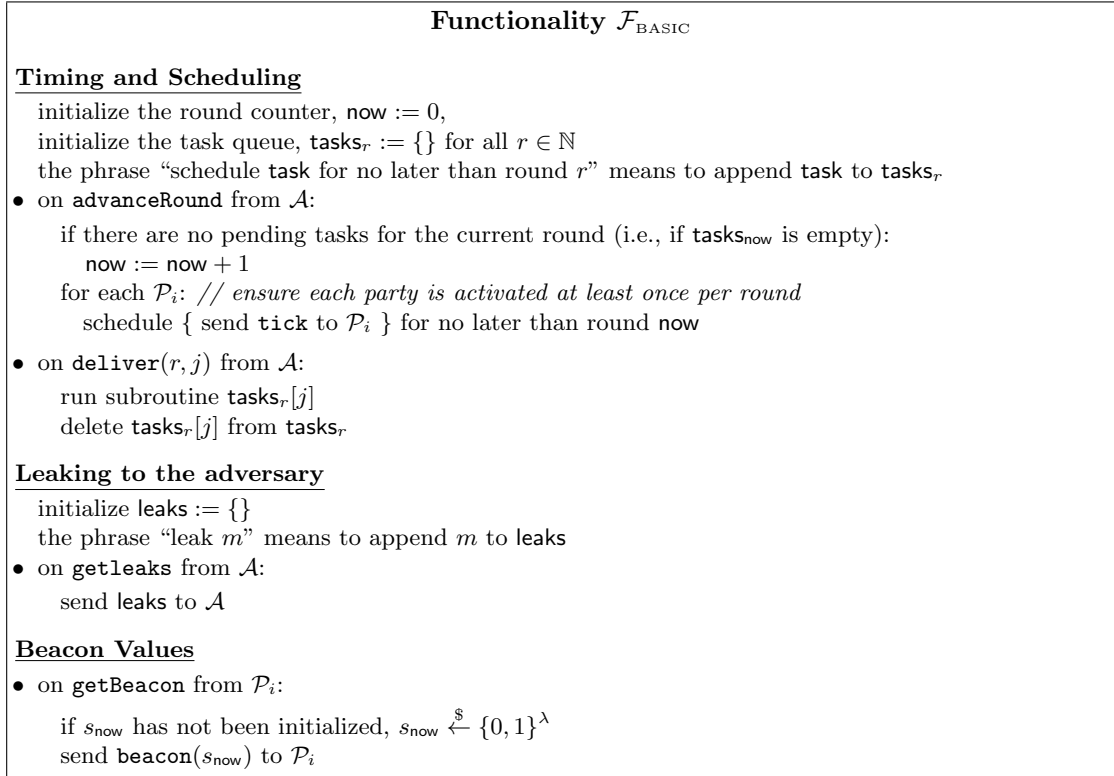 Functionality 𝓕_BASIC
Timing and Scheduling
initialize the round counter, now := 0,
initialize the task queue, tasks_r := {} for all r ∈ ℕ
the phrase “schedule task for no later than round r” means to append task to tasks_r
• on advanceRound from 𝒜:
if there are no pending tasks for the current round (i.e., if tasks_now is empty):
now := now + 1
for each 𝒫_i: // ensure each party is activated at least once per round
schedule { send tick to 𝒫_i } for no later than round now
• on deliver(r, j) from 𝒜:
run subroutine tasks_r[j]
delete tasks_r[j] from tasks_r
Leaking to the adversary
initialize leaks := {}
the phrase “leak m” means to append m to leaks
• on getleaks from 𝒜:
send leaks to 𝒜
Beacon Values
• on getBeacon from 𝒫_i:
if s_now has not been initialized, s_now ←$ {0, 1}^λ
send beacon(s_now) to 𝒫_i